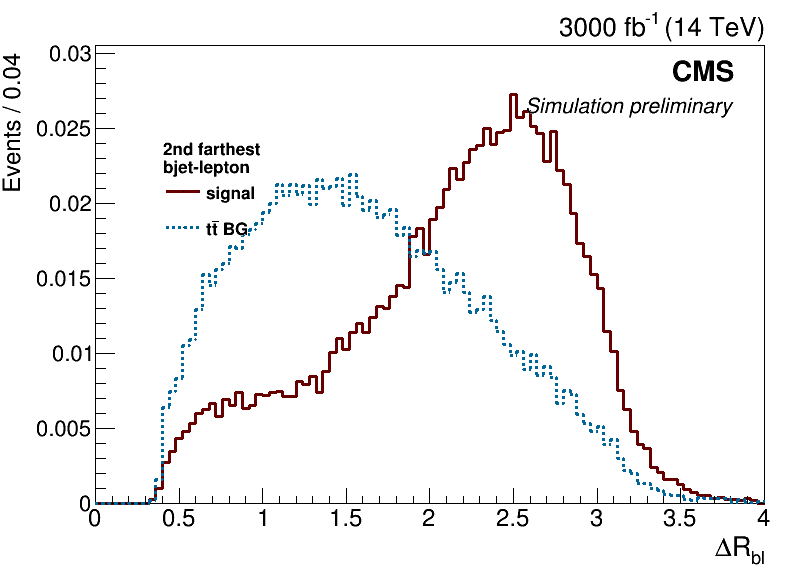 3000 fb⁻¹ (14 TeV)
Events / 0.04
CMS
Simulation preliminary
2nd farthest
bjet-lepton
signal
tt̄ BG
0.03
0.025
0.02
0.015
0.01
0.005
0
0 0.5 1 1.5 2 2.5 3 3.5 4
ΔR_bl